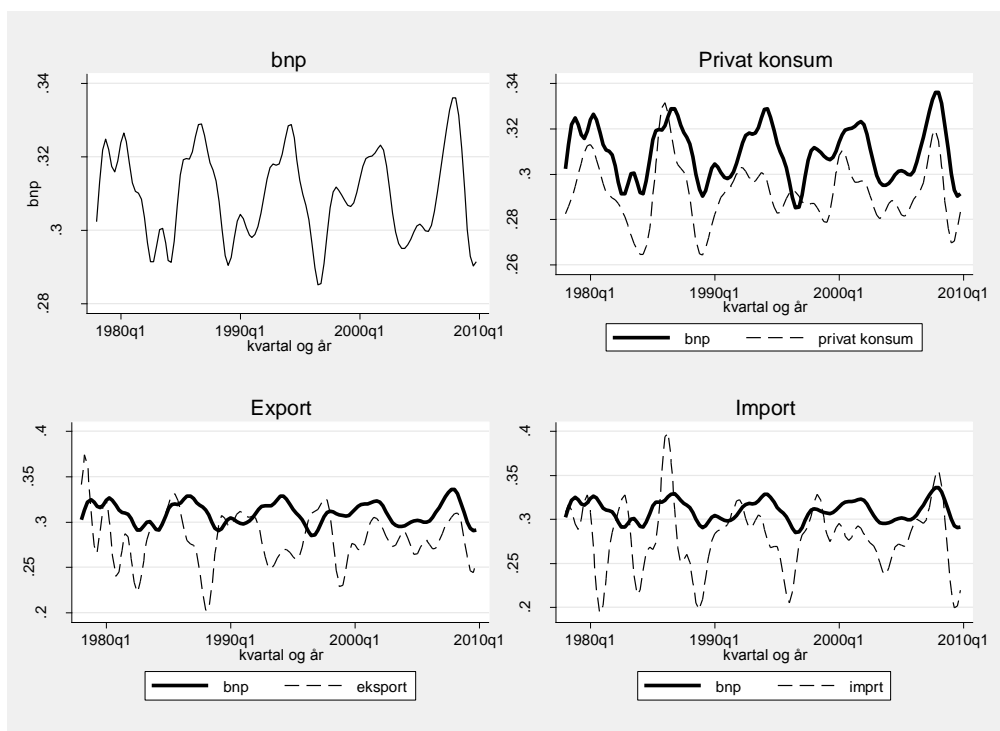 bnp
bnp
.34
.32
.3
.28
1980q1 1990q1 2000q1 2010q1
kvartal og år
Privat konsum
.34
.32
.3
.28
.26
1980q1 1990q1 2000q1 2010q1
kvartal og år
bnp privat konsum
Export
.4
.35
.3
.25
.2
1980q1 1990q1 2000q1 2010q1
kvartal og år
bnp eksport
Import
.4
.35
.3
.25
.2
1980q1 1990q1 2000q1 2010q1
kvartal og år
bnp imprt